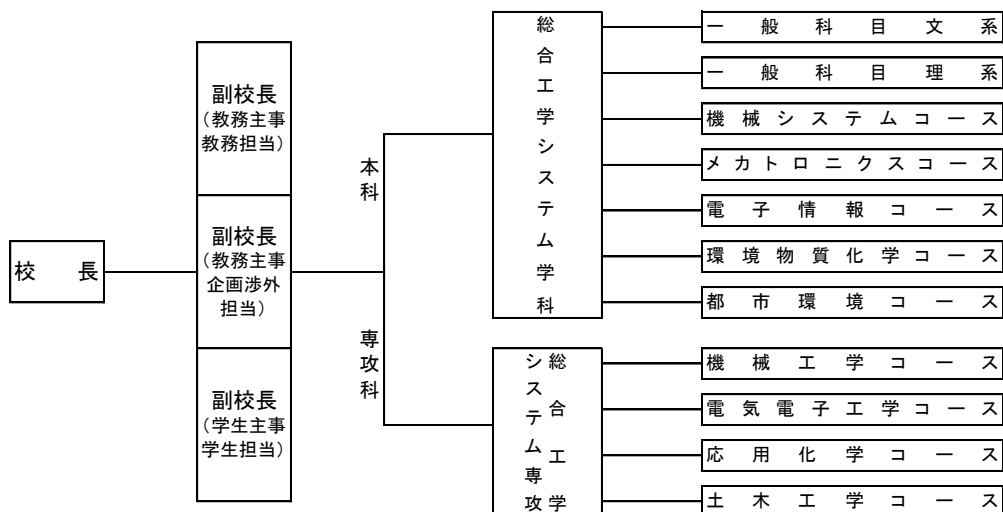 校長
副校長
（教務主事
教務担当）
副校長
（教務主事
企画渉外
担当）
副校長
（学生主事
学生担当）
本科
専攻科
総合工学システム学科
一般科目文系
一般科目理系
機械システムコース
メカトロニクスコース
電子情報コース
環境物質化学コース
都市環境コース
総合工学
システム専攻
機械工学コース
電気電子工学コース
応用化学コース
土木工学コース